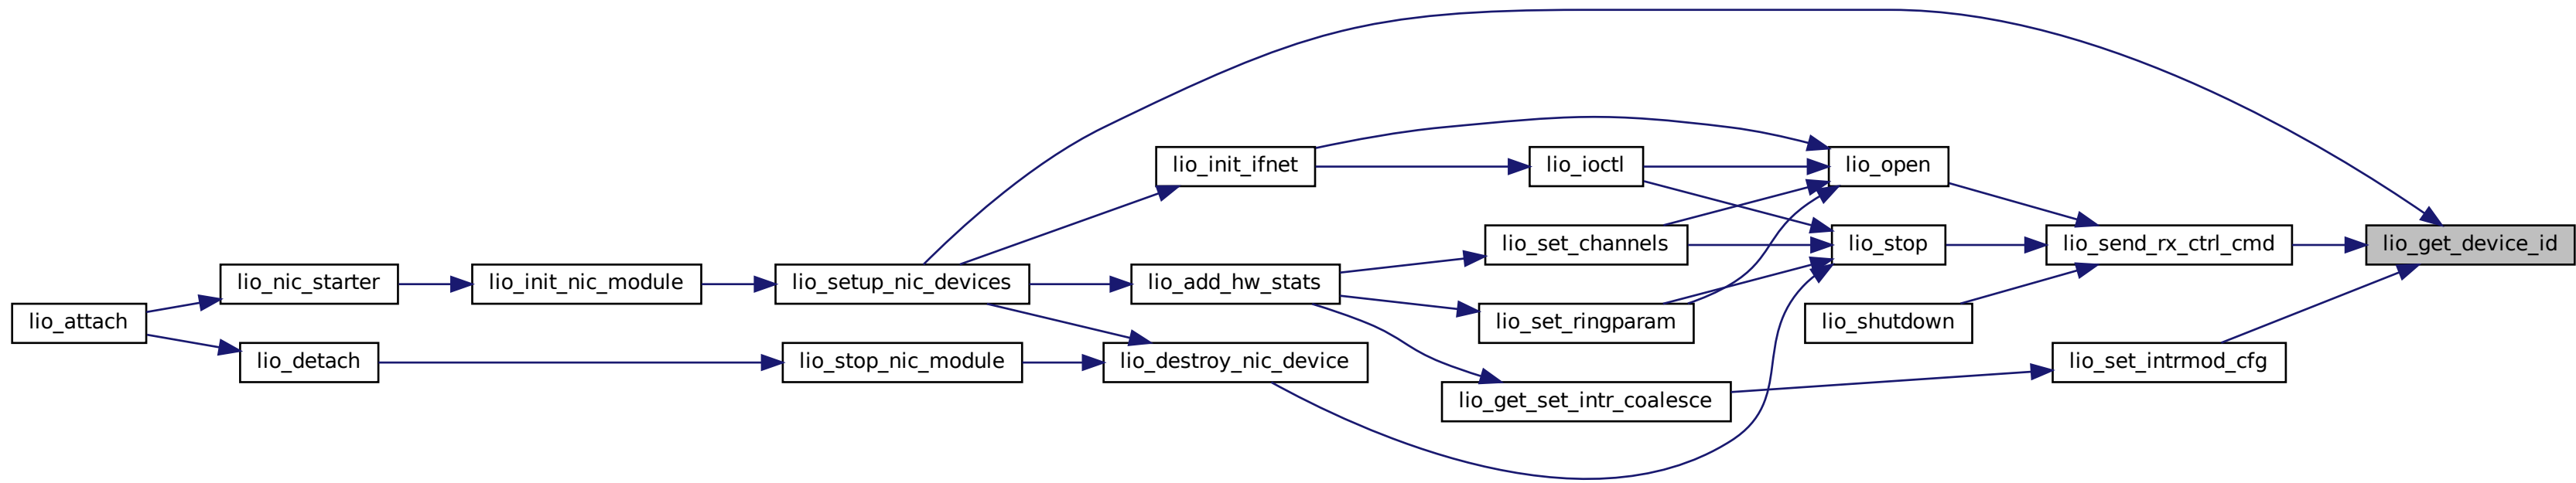 lio_init_ifnet
lio_ioctl
lio_open
lio_set_channels
lio_stop
lio_send_rx_ctrl_cmd
lio_get_device_id
lio_nic_starter
lio_init_nic_module
lio_setup_nic_devices
lio_add_hw_stats
lio_attach
lio_set_ringparam
lio_shutdown
lio_detach
lio_stop_nic_module
lio_destroy_nic_device
lio_set_intrmod_cfg
lio_get_set_intr_coalesce